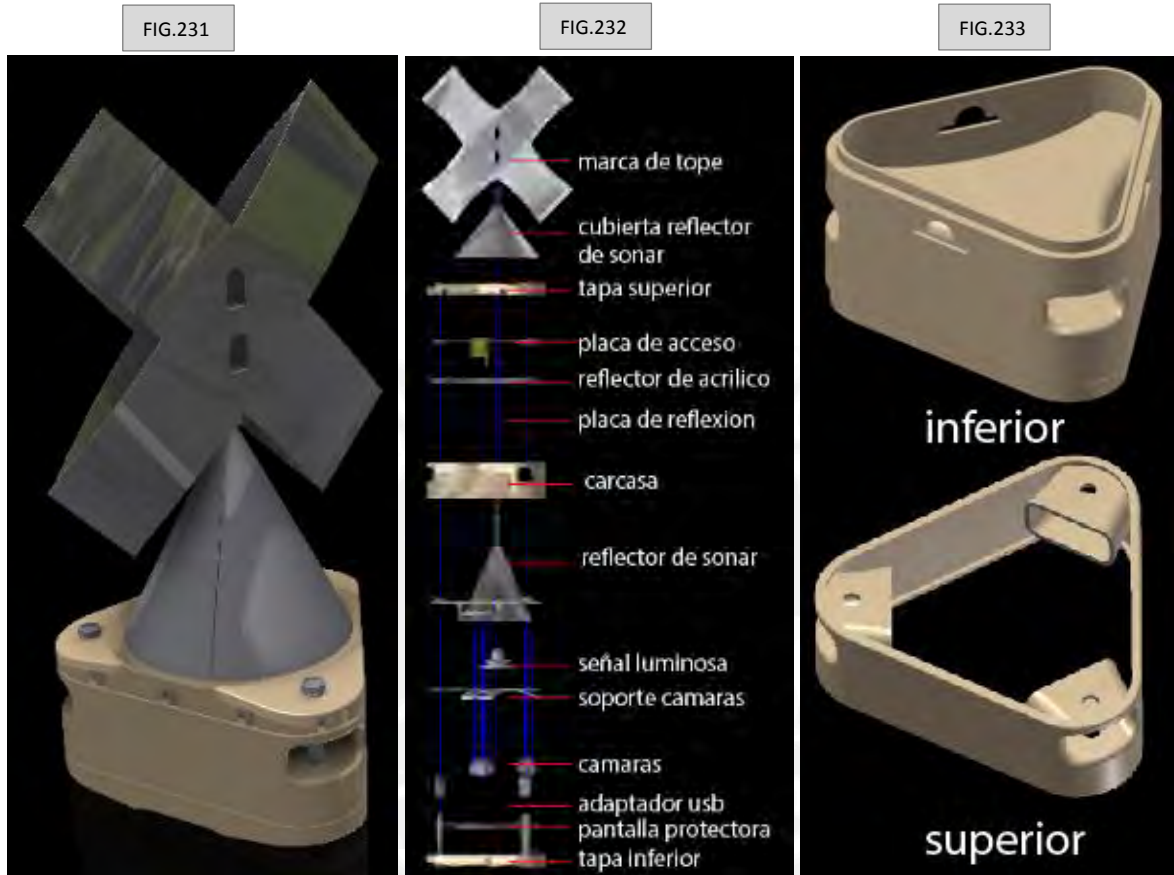 FIG.231
FIG.232
FIG.233
marca de tope
cubierta reflector
de sonar
tapa superior
placa de acceso
reflector de acrilico
placa de reflexion
carcasa
reflector de sonar
señal luminosa
soporte camaras
camaras
adaptador usb
pantalla protectora
tapa inferior
inferior
superior